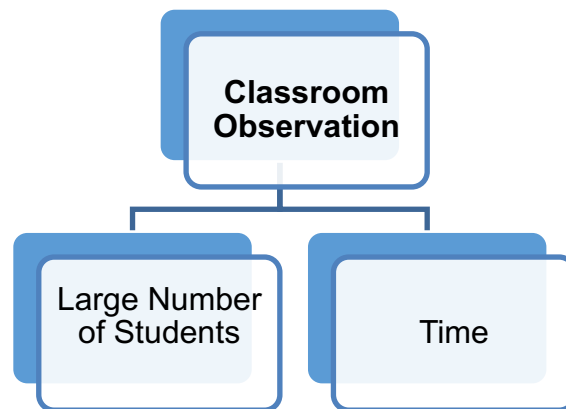 Classroom
Observation
Large Number
of Students
Time